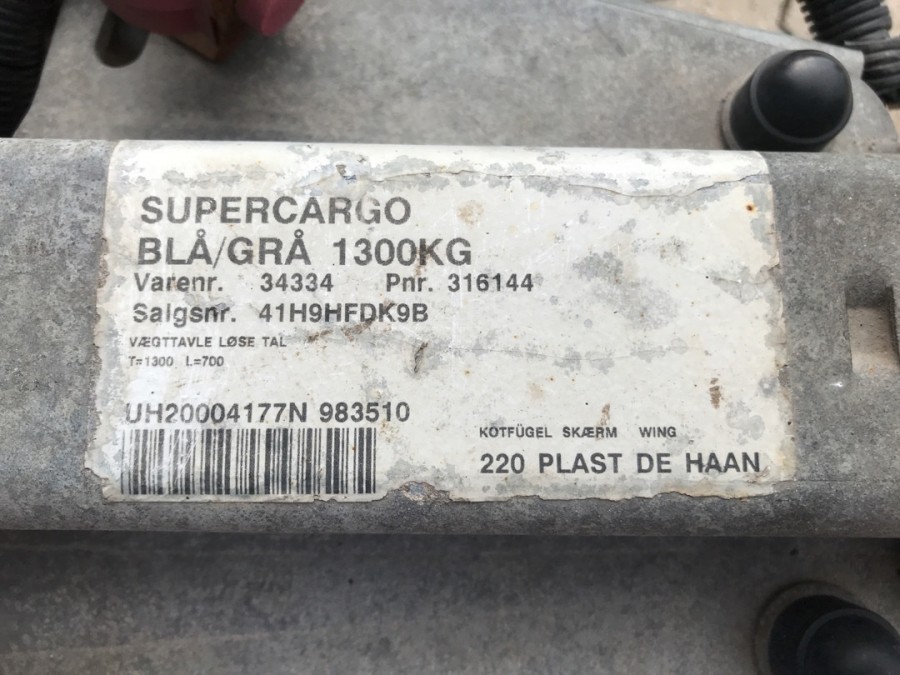 SUPERCARGO
BLÅ/GRÅ 1300KG
Varenr. 34334 Pnr. 316144
Salgsnr. 41H9HFDK9B
VÆGTTAVLE LØSE TAL
T=1300 L=700
UH20004177N 983510
KOTFÜGEL SKÆRM WING
220 PLAST DE HAAN